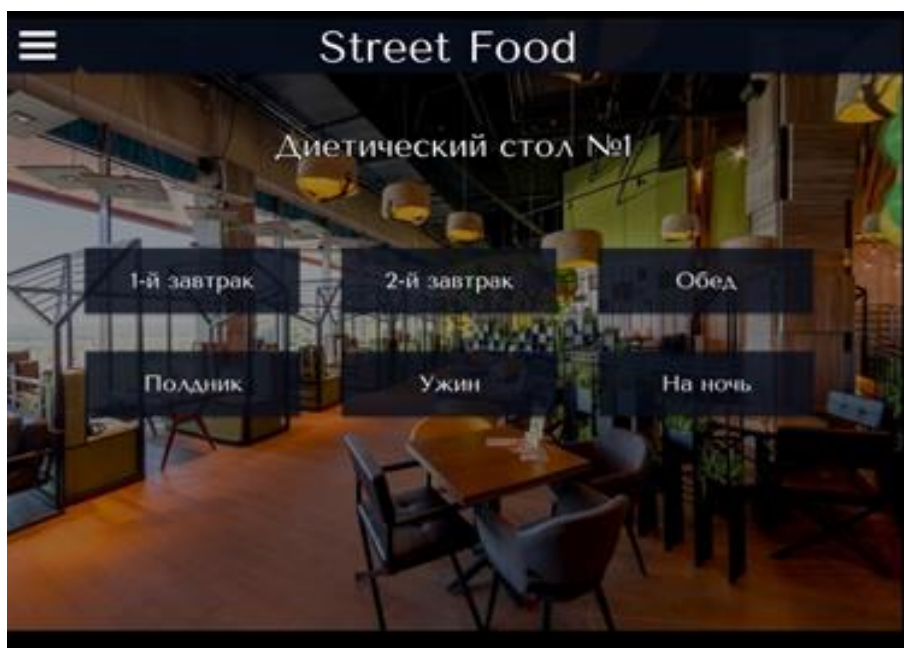 Street Food
Диетический стол №1
1-й завтрак
2-й завтрак
Обед
Полдник
Ужин
На ночь